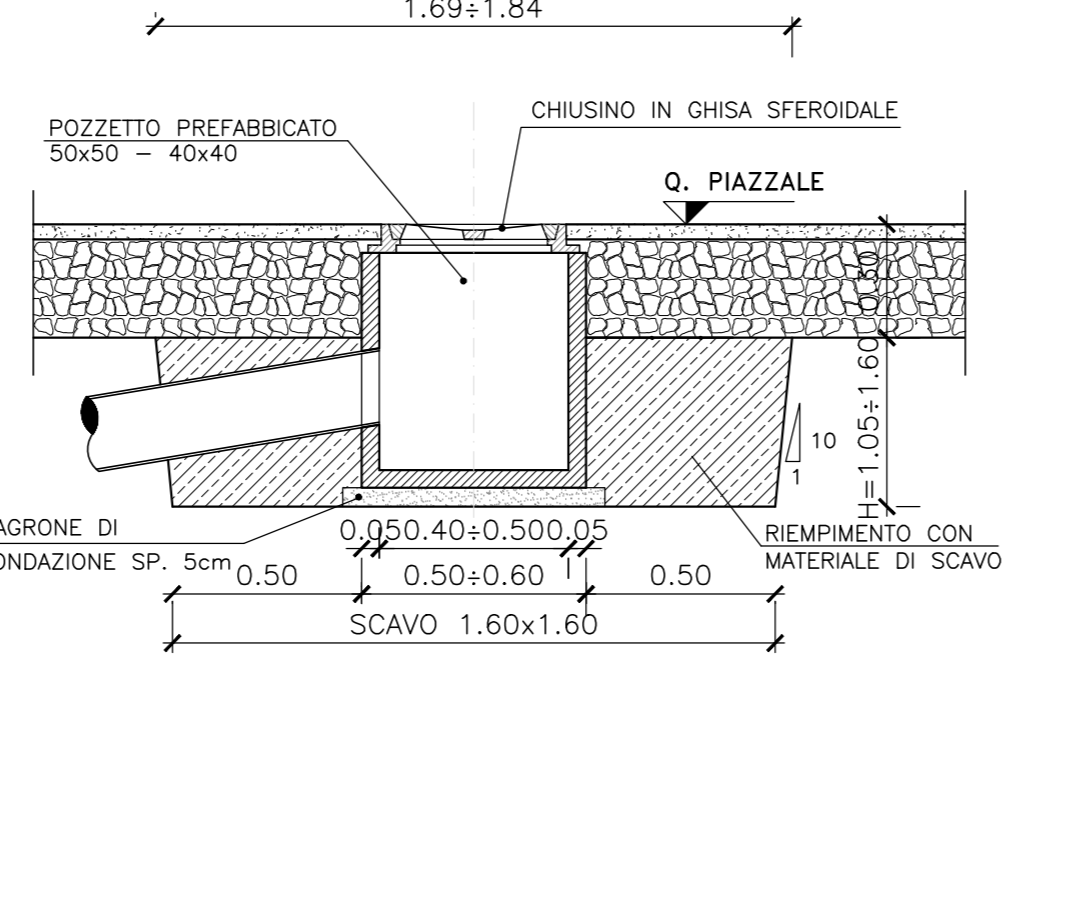 1.69÷1.84
CHIUSINO IN GHISA SFEROIDALE
POZZETTO PREFABBICATO
50x50 – 40x40
Q. PIAZZALE
0.30
H=1.05÷1.60
10
1
AGRONE DI
ONDAZIONE SP. 5cm
RIEMPIMENTO CON
MATERIALE DI SCAVO
0.05 0.40÷0.50 0.05
0.50 0.50÷0.60 0.50
SCAVO 1.60x1.60